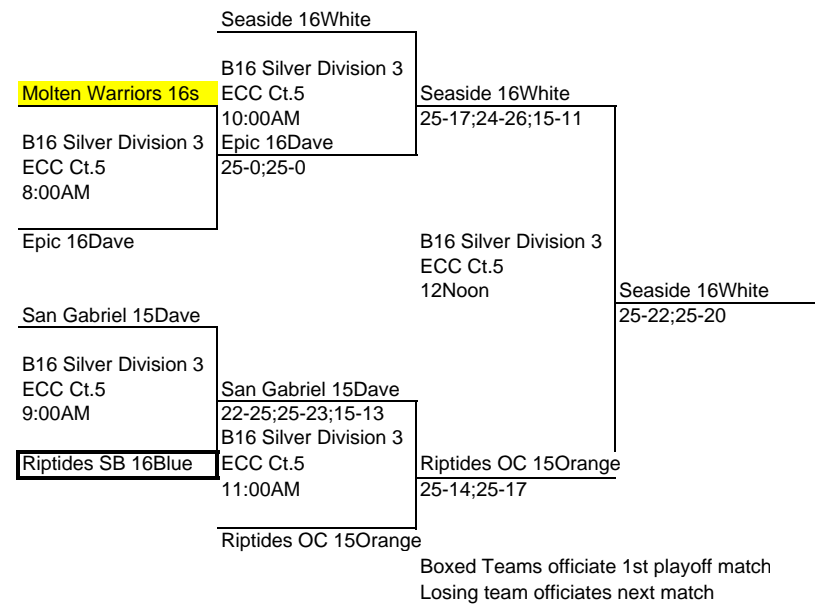 Seaside 16White
B16 Silver Division 3
Molten Warriors 16s
ECC Ct.5
Seaside 16White
10:00AM
25-17;24-26;15-11
B16 Silver Division 3
Epic 16Dave
ECC Ct.5
25-0;25-0
8:00AM
Epic 16Dave
B16 Silver Division 3
ECC Ct.5
12Noon
Seaside 16White
San Gabriel 15Dave
25-22;25-20
B16 Silver Division 3
ECC Ct.5
San Gabriel 15Dave
9:00AM
22-25;25-23;15-13
B16 Silver Division 3
Riptides SB 16Blue
ECC Ct.5
Riptides OC 15Orange
11:00AM
25-14;25-17
Riptides OC 15Orange
Boxed Teams officiate 1st playoff match
Losing team officiates next match